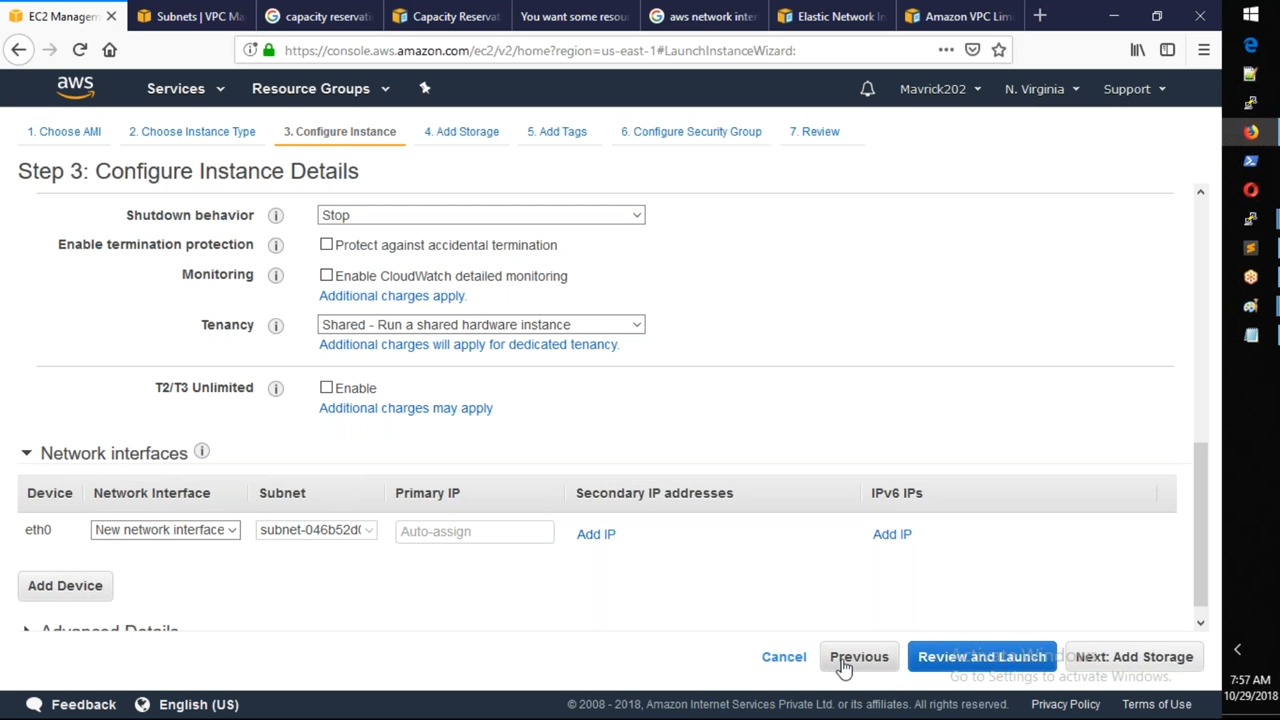 EC2 Managem
Subnets | VPC Ma
capacity reservati
Capacity Reservat
You want some resou
aws network inter
Elastic Network In
Amazon VPC Lim
https://console.aws.amazon.com/ec2/v2/home?region=us-east-1#LaunchInstanceWizard:
aws
Services
Resource Groups
Mavrick202
N. Virginia
Support
1. Choose AMI
2. Choose Instance Type
3. Configure Instance
4. Add Storage
5. Add Tags
6. Configure Security Group
7. Review
Step 3: Configure Instance Details
Shutdown behavior
Stop
Enable termination protection
Protect against accidental termination
Monitoring
Enable CloudWatch detailed monitoring
Additional charges apply.
Tenancy
Shared - Run a shared hardware instance
Additional charges will apply for dedicated tenancy.
T2/T3 Unlimited
Enable
Additional charges may apply
Network interfaces
Device
Network Interface
Subnet
Primary IP
Secondary IP addresses
IPv6 IPs
eth0
New network interface
subnet-046b52d(
Auto-assign
Add IP
Add IP
Add Device
Advanced Details
Cancel
Previous
Review and Launch
Next: Add Storage
Activate Windows
Go to Settings to activate Windows.
7:57 AM
10/29/2018
Feedback
English (US)
© 2008 - 2018, Amazon Internet Services Private Ltd. or its affiliates. All rights reserved.
Privacy Policy
Terms of Use